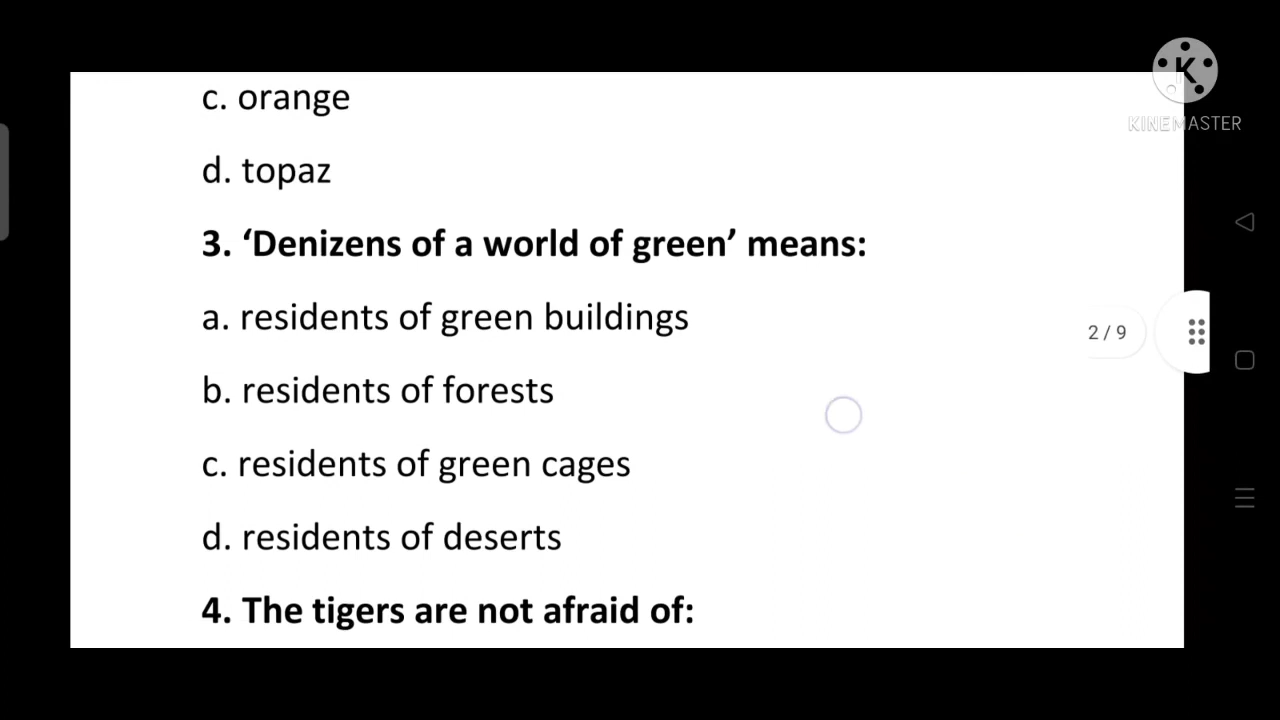 c. orange
KINEMASTER
d. topaz
3. ‘Denizens of a world of green’ means:
a. residents of green buildings
2 / 9
b. residents of forests
c. residents of green cages
d. residents of deserts
4. The tigers are not afraid of: